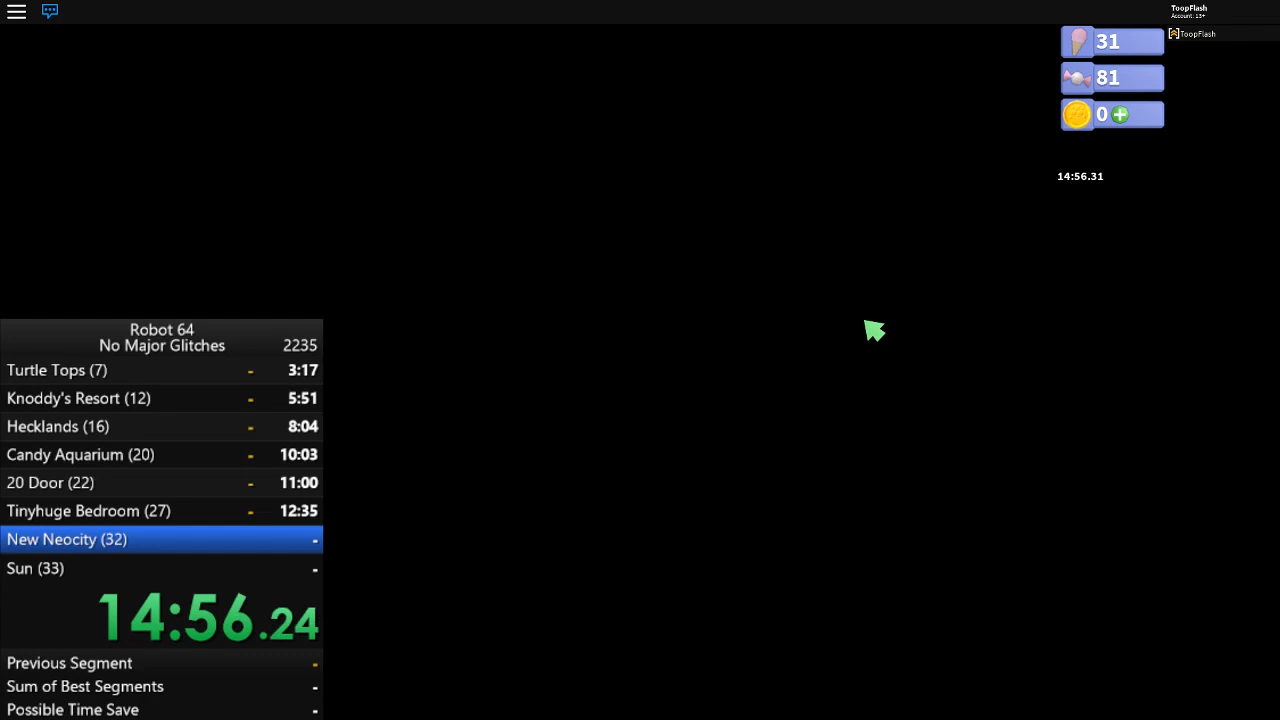 ToopFlash
Account: 13+
31
ToopFlash
81
0
14:56.31
Robot 64
No Major Glitches 2235
Turtle Tops (7) - 3:17
Knoddy's Resort (12) - 5:51
Hecklands (16) - 8:04
Candy Aquarium (20) - 10:03
20 Door (22) - 11:00
Tinyhuge Bedroom (27) - 12:35
New Neocity (32) -
Sun (33) -
14:56.24
Previous Segment -
Sum of Best Segments -
Possible Time Save -